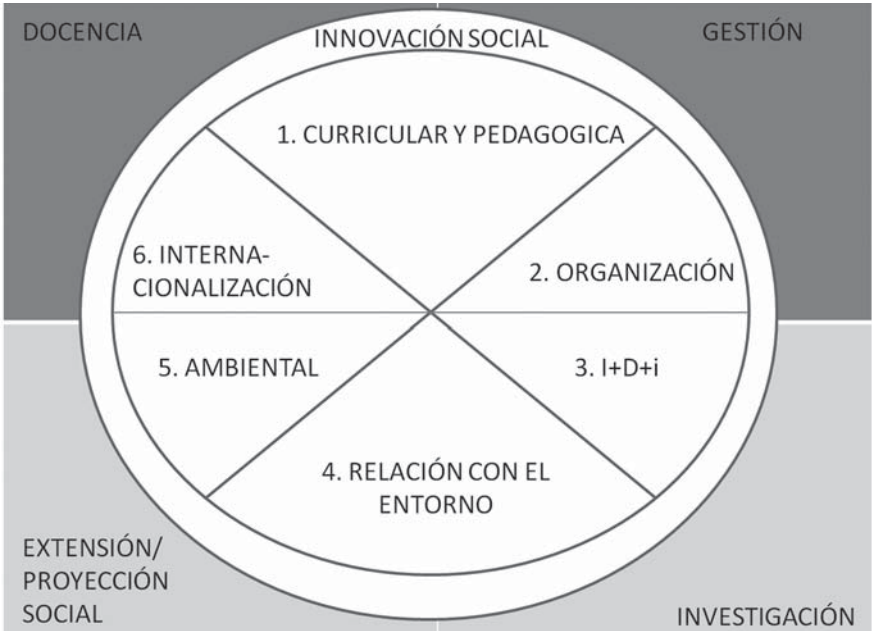 DOCENCIA
INNOVACIÓN SOCIAL
GESTIÓN
1. CURRICULAR Y PEDAGOGICA
6. INTERNA-
CIONALIZACIÓN
2. ORGANIZACIÓN
5. AMBIENTAL
3. I+D+i
4. RELACIÓN CON EL
ENTORNO
EXTENSIÓN/
PROYECCIÓN
SOCIAL
INVESTIGACIÓN